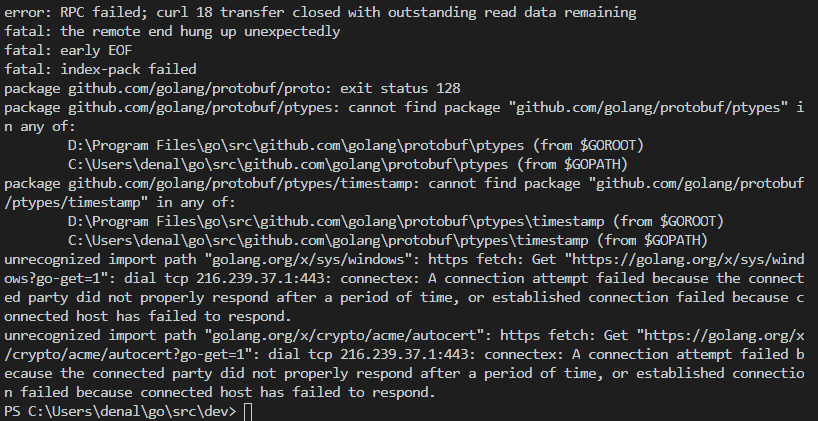 error: RPC failed; curl 18 transfer closed with outstanding read data remaining
fatal: the remote end hung up unexpectedly
fatal: early EOF
fatal: index-pack failed
package github.com/golang/protobuf/proto: exit status 128
package github.com/golang/protobuf/ptypes: cannot find package "github.com/golang/protobuf/ptypes" i
n any of:
        D:\Program Files\go\src\github.com\golang\protobuf\ptypes (from $GOROOT)
        C:\Users\denal\go\src\github.com\golang\protobuf\ptypes (from $GOPATH)
package github.com/golang/protobuf/ptypes/timestamp: cannot find package "github.com/golang/protobuf
/ptypes/timestamp" in any of:
        D:\Program Files\go\src\github.com\golang\protobuf\ptypes\timestamp (from $GOROOT)
        C:\Users\denal\go\src\github.com\golang\protobuf\ptypes\timestamp (from $GOPATH)
unrecognized import path "golang.org/x/sys/windows": https fetch: Get "https://golang.org/x/sys/wind
ows?go-get=1": dial tcp 216.239.37.1:443: connectex: A connection attempt failed because the connect
ed party did not properly respond after a period of time, or established connection failed because c
onnected host has failed to respond.
unrecognized import path "golang.org/x/crypto/acme/autocert": https fetch: Get "https://golang.org/x
/crypto/acme/autocert?go-get=1": dial tcp 216.239.37.1:443: connectex: A connection attempt failed b
ecause the connected party did not properly respond after a period of time, or established connectio
n failed because connected host has failed to respond.
PS C:\Users\denal\go\src\dev>